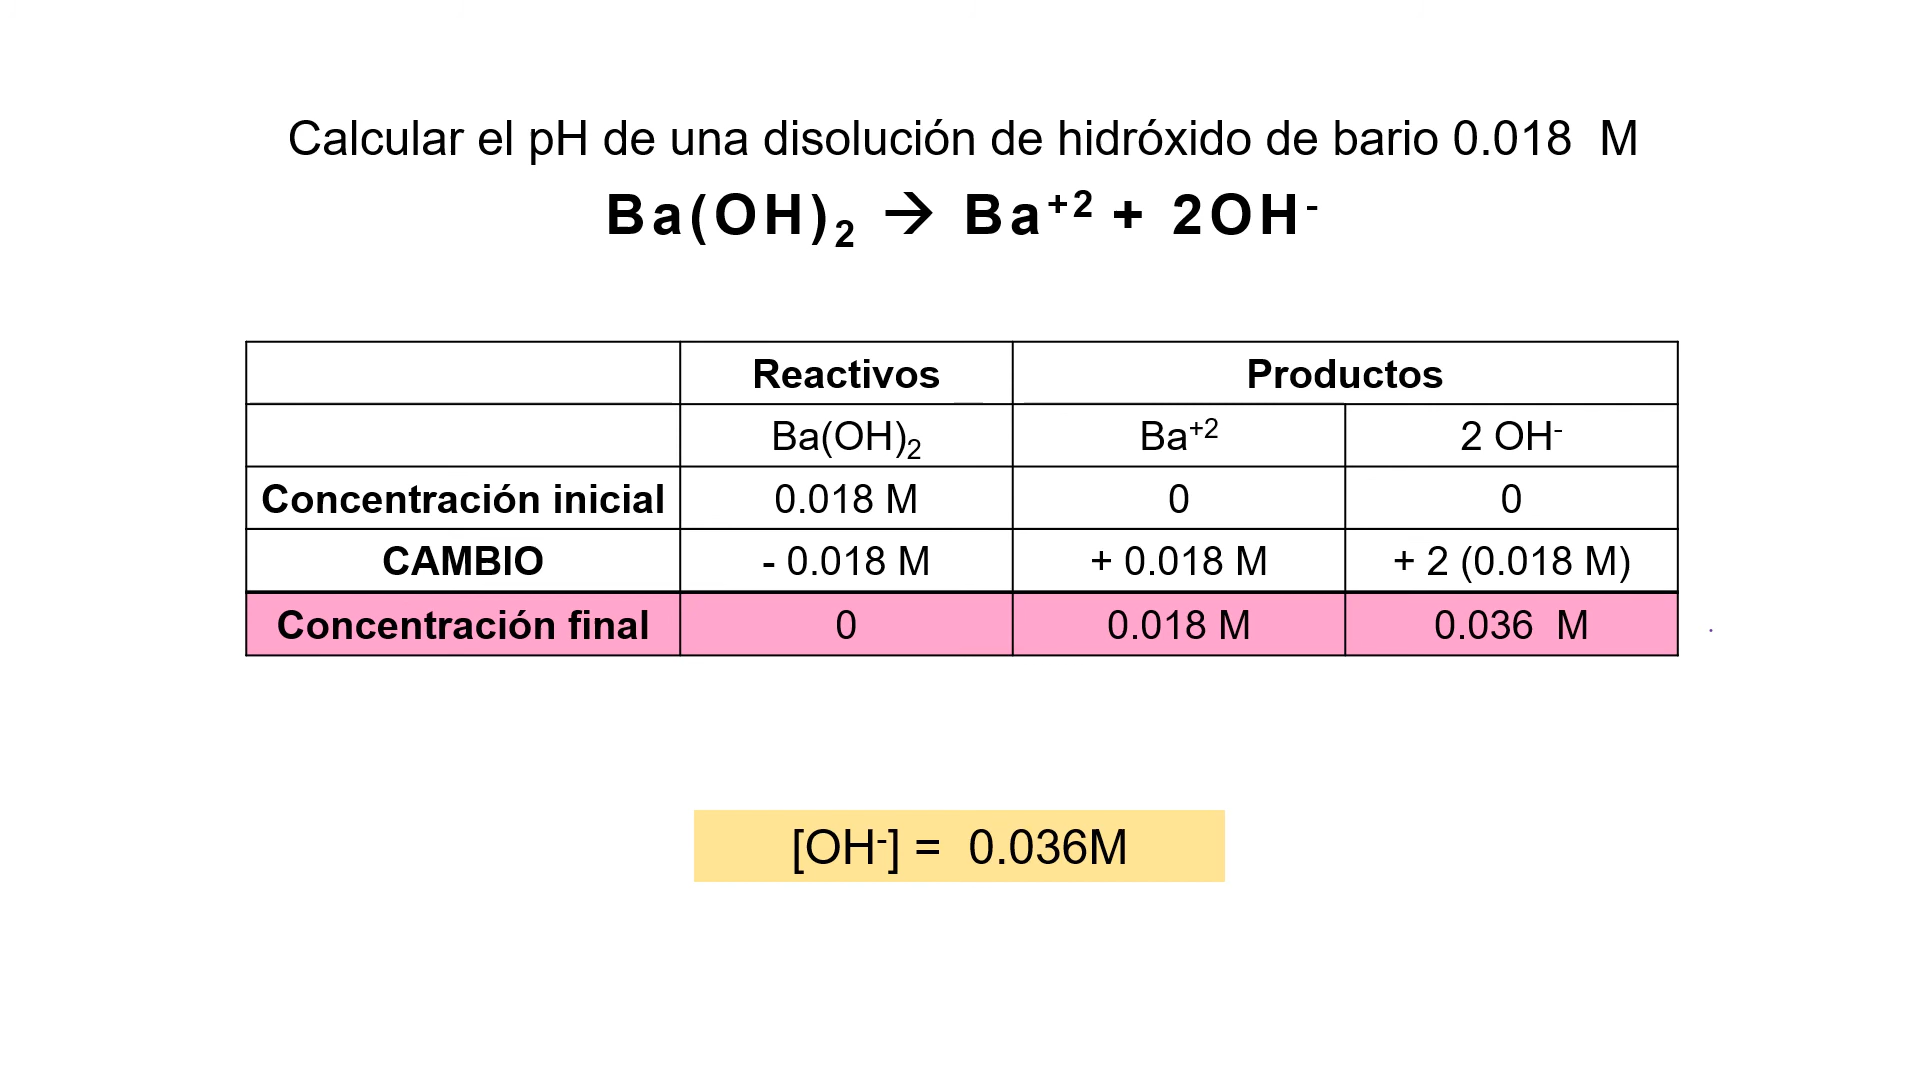 Calcular el pH de una disolución de hidróxido de bario 0.018  M
Ba(OH)₂ → Ba⁺² + 2OH⁻
Reactivos Productos
Ba(OH)₂ Ba⁺² 2 OH⁻
Concentración inicial 0.018 M 0 0
CAMBIO - 0.018 M + 0.018 M + 2 (0.018 M)
Concentración final 0 0.018 M 0.036  M
[OH⁻] =  0.036M